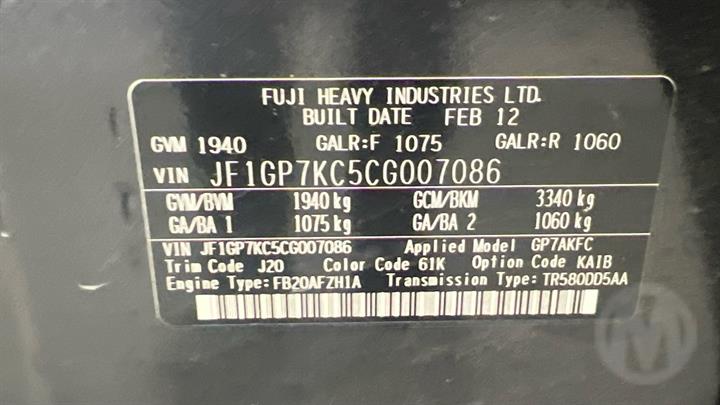 FUJI HEAVY INDUSTRIES LTD.
BUILT DATE FEB 12
GVM 1940 GALR:F 1075 GALR:R 1060
VIN JF1GP7KC5CG007086
GVM/BVM 1940 kg GCM/BKM 3340 kg
GA/BA 1 1075 kg GA/BA 2 1060 kg
VIN JF1GP7KC5CG007086 Applied Model GP7AKFC
Trim Code J20 Color Code 61K Option Code KAIB
Engine Type:FB20AFZH1A Transmission Type:TR580DD5AA
M